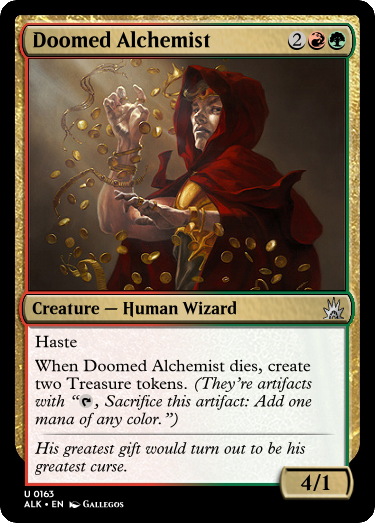 Doomed Alchemist 2
Creature — Human Wizard
Haste
When Doomed Alchemist dies, create
two Treasure tokens. (They're artifacts
with “, Sacrifice this artifact: Add one
mana of any color.”)
His greatest gift would turn out to be his
greatest curse.
4/1
U 0163
ALK • EN Gallegos